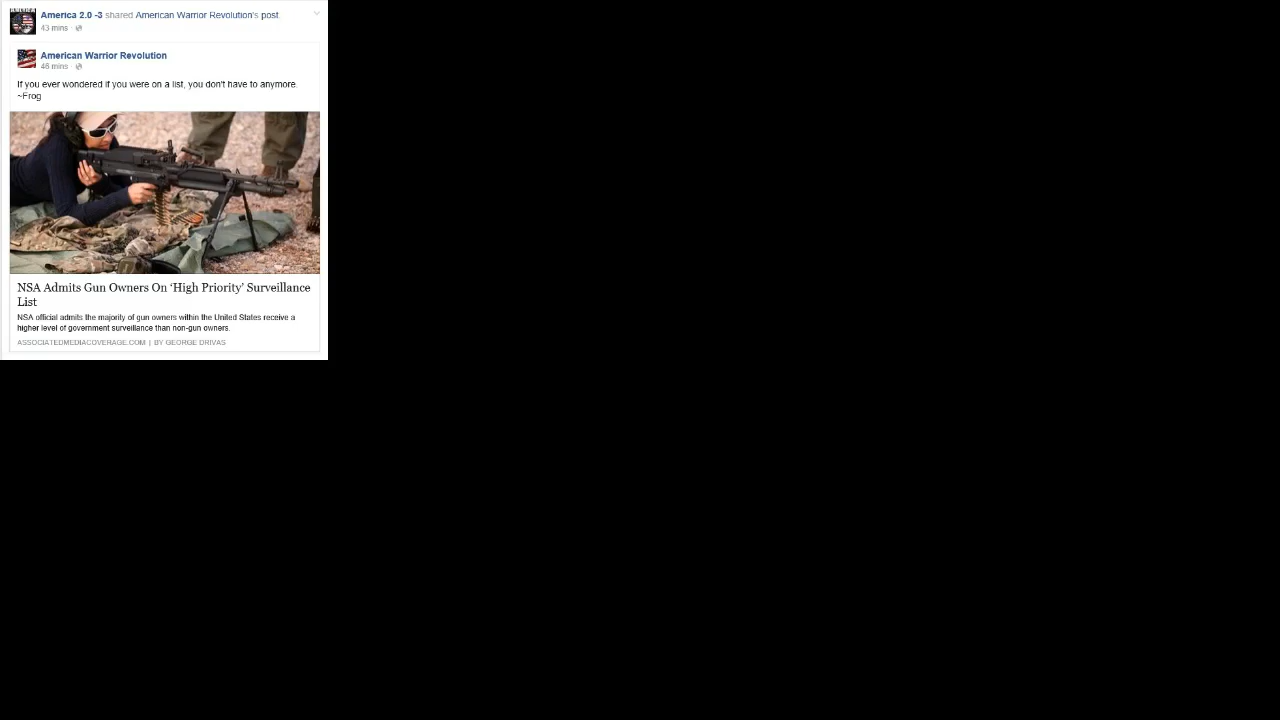 America 2.0 -3 shared American Warrior Revolution's post
43 mins ·
American Warrior Revolution
46 mins ·
If you ever wondered if you were on a list, you don't have to anymore.
~Frog
NSA Admits Gun Owners On ‘High Priority’ Surveillance
List
NSA official admits the majority of gun owners within the United States receive a
higher level of government surveillance than non-gun owners.
ASSOCIATEDMEDIACOVERAGE.COM | BY GEORGE DRIVAS